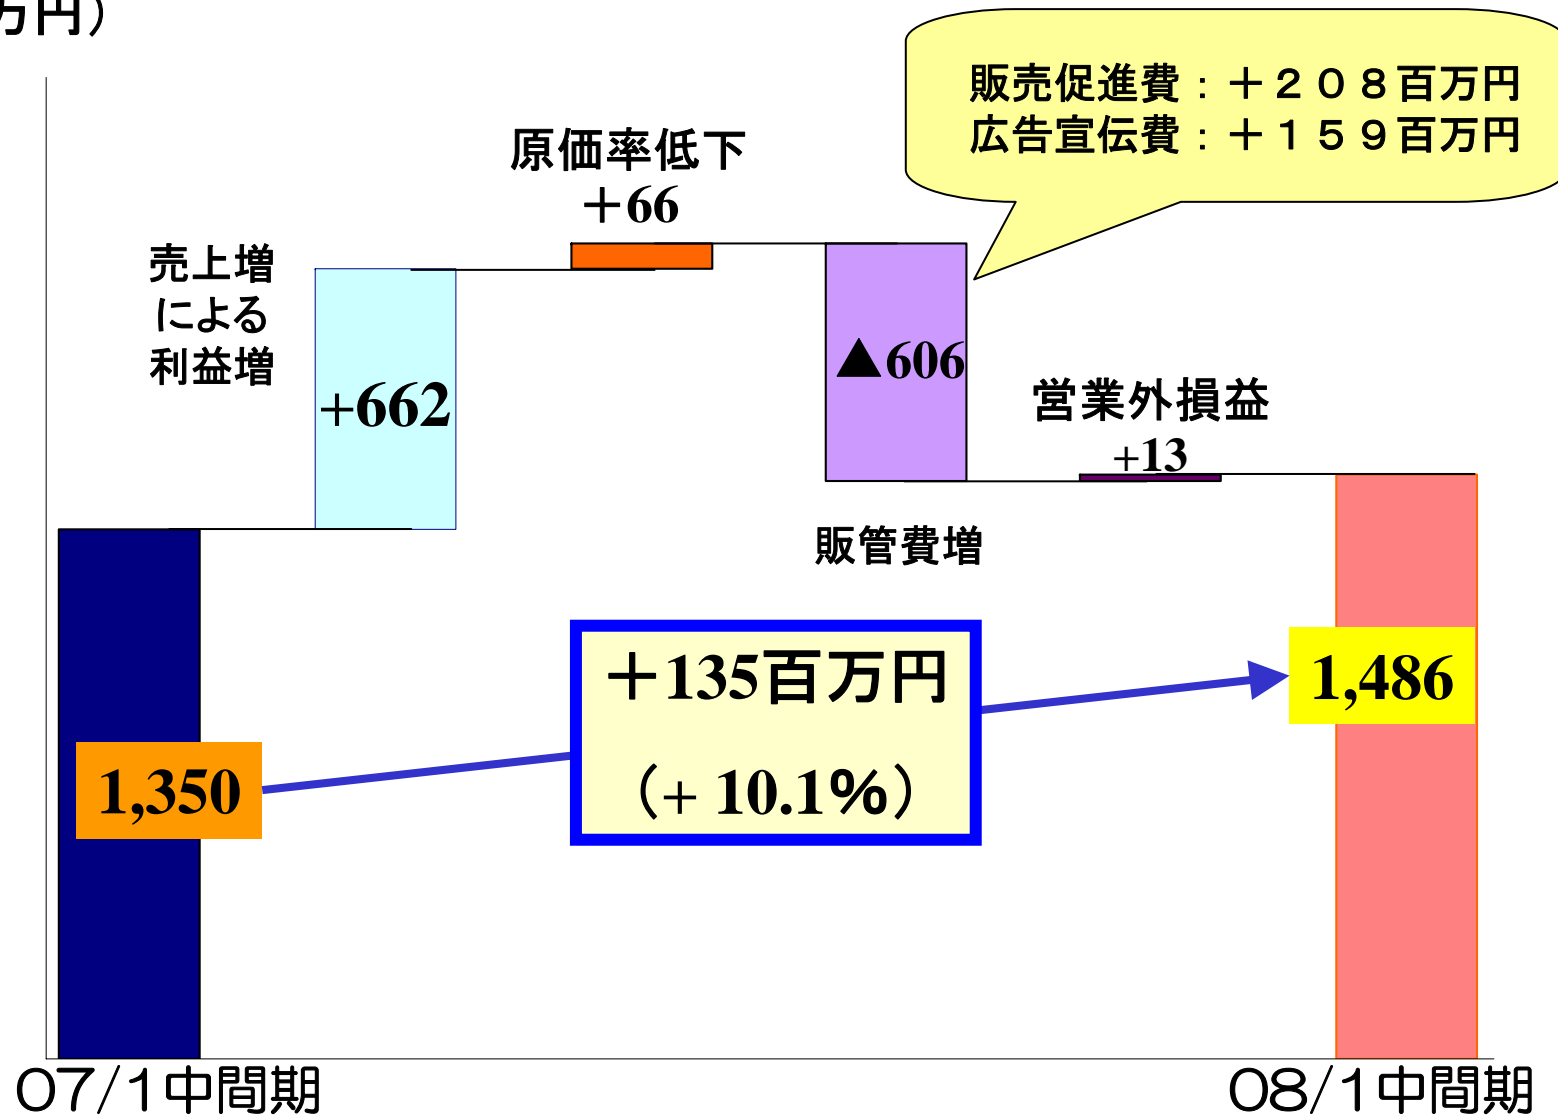 万円）
販売促進費：＋２０８百万円
広告宣伝費：＋１５９百万円
原価率低下
＋66
売上増
による
利益増
+662
▲606
営業外損益
+13
販管費増
＋135百万円
（+ 10.1%）
1,486
1,350
07/1中間期
08/1中間期